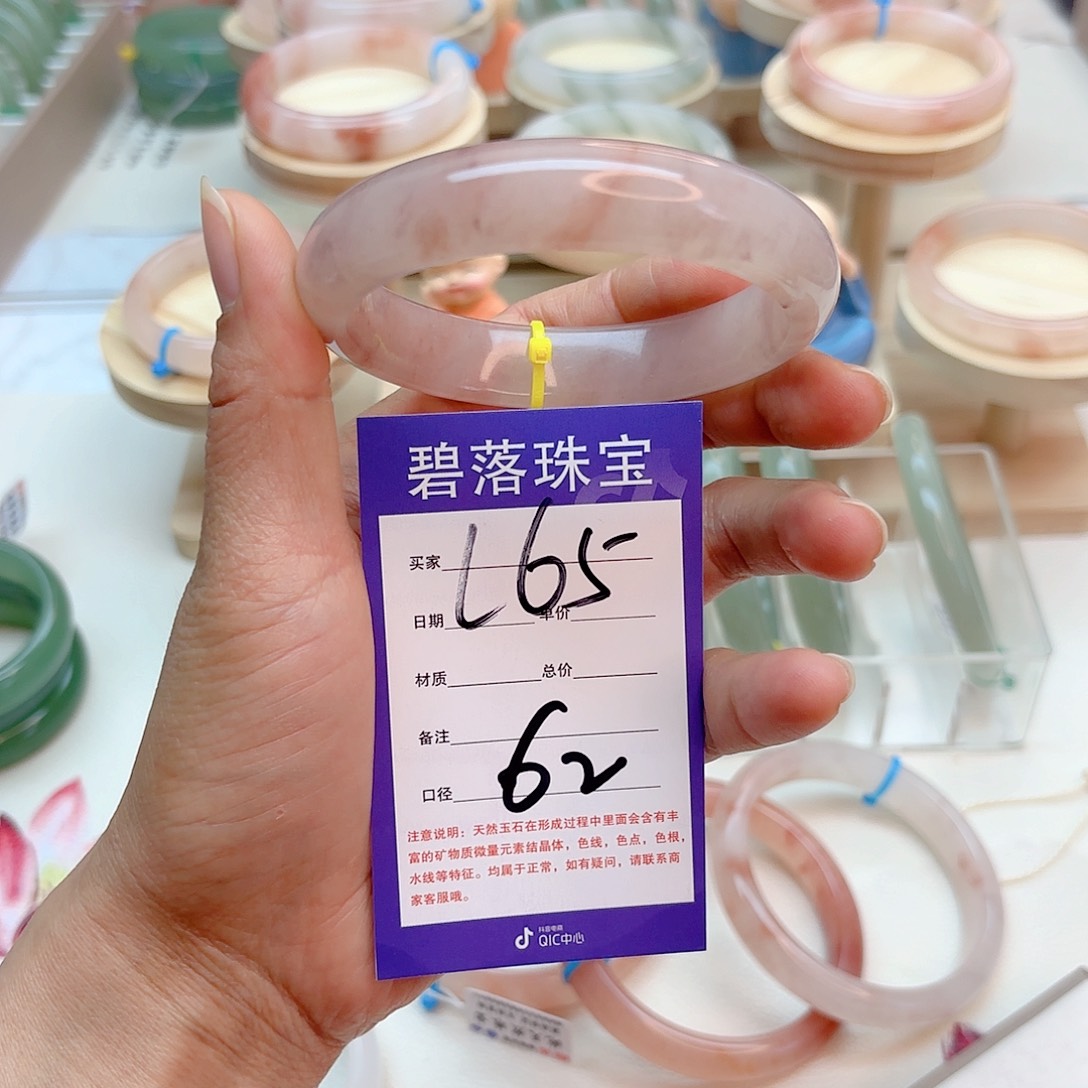 碧落珠宝
买家
L65
日期 单价
材质 总价
备注
口径 62
注意说明：天然玉石在形成过程中里面会含有丰
富的矿物质微量元素结晶体，色线，色点，色根，
水线等特征。均属于正常，如有疑问，请联系商
家客服哦。
抖音电商
QIC中心